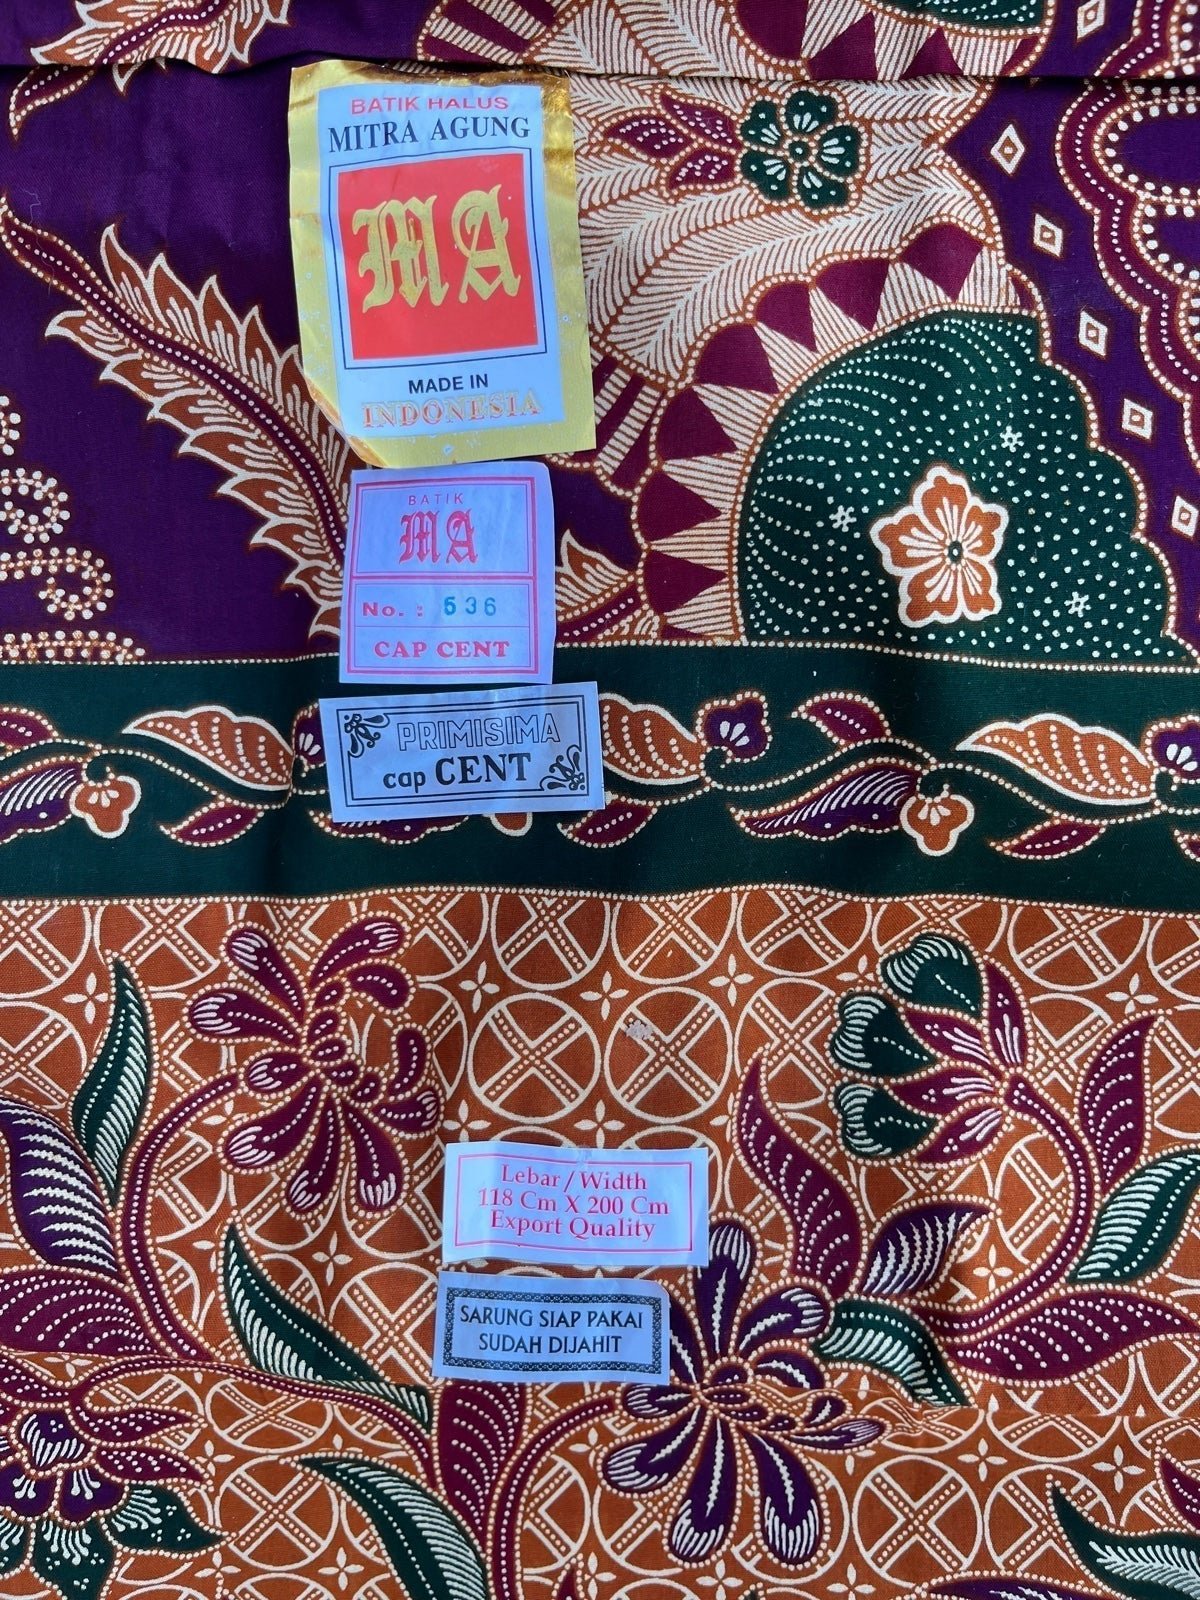 BATIK HALUS
MITRA AGUNG
MA
MADE IN
INDONESIA
BATIK
MA
No. : 536
CAP CENT
PRIMISIMA
cap CENT
Lebar / Width
118 Cm X 200 Cm
Export Quality
SARUNG SIAP PAKAI
SUDAH DIJAHIT